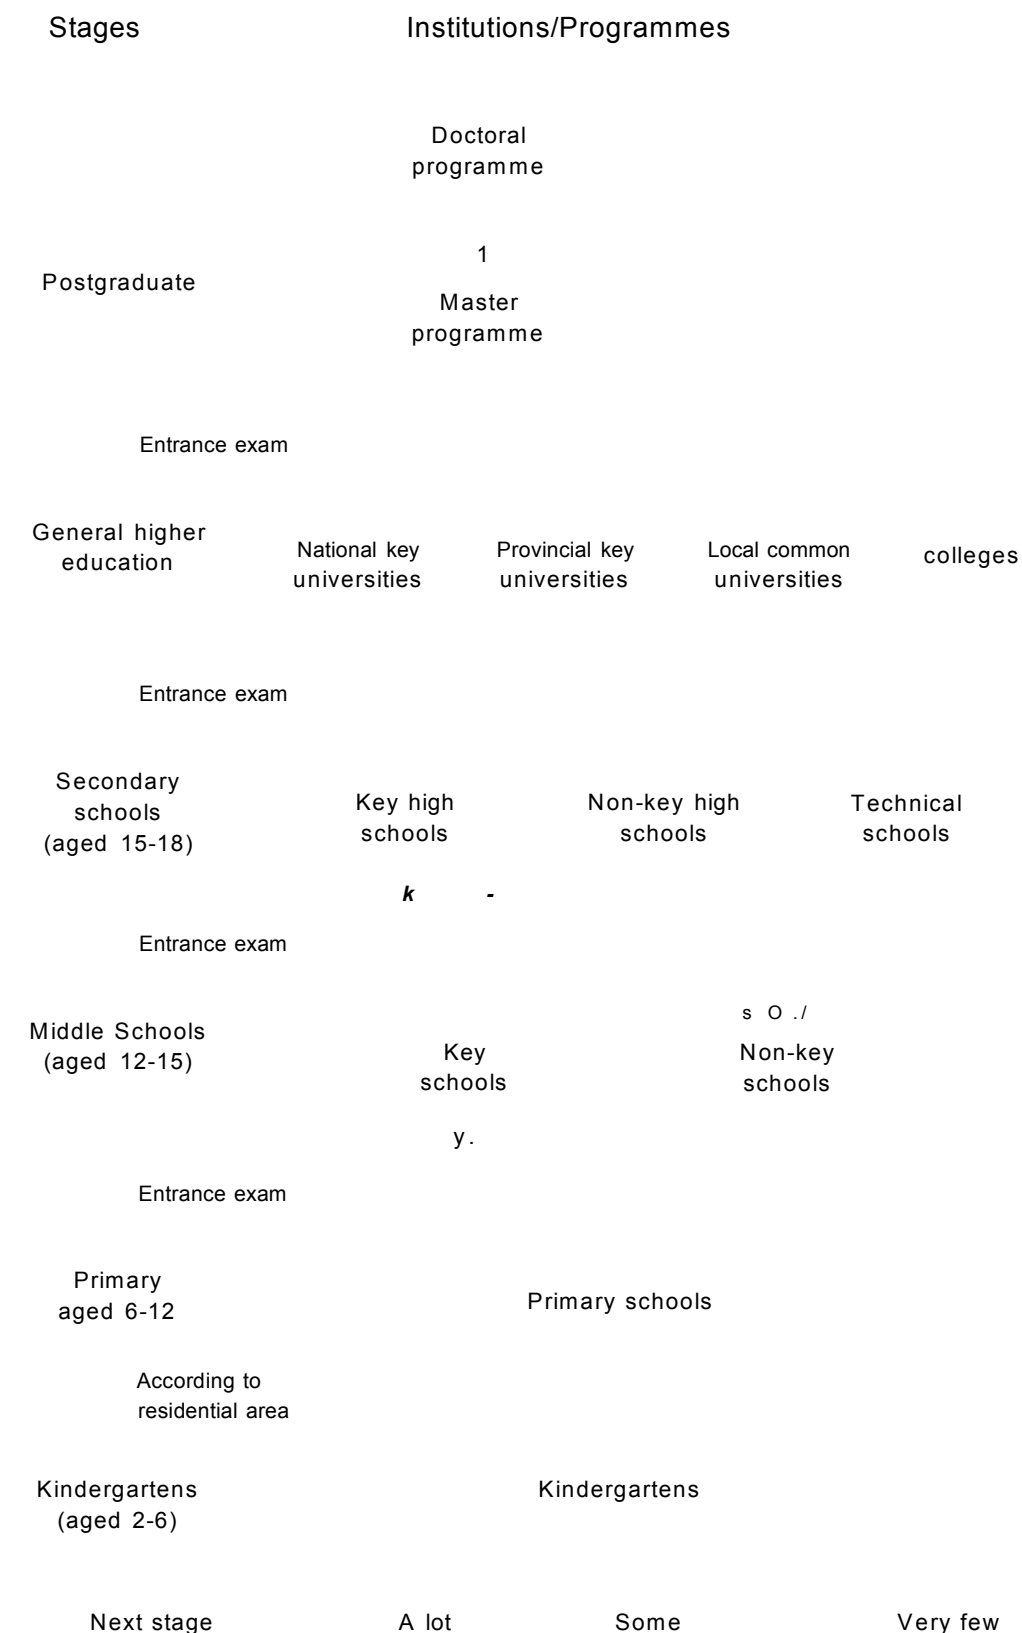 Stages Institutions/Programmes
Doctoral
programme
1
Postgraduate
Master
programme
Entrance exam
General higher
education
National key
universities
Provincial key
universities
Local common
universities
colleges
Entrance exam
Secondary
schools
(aged 15-18)
Key high
schools
Non-key high
schools
Technical
schools
k -
Entrance exam
s O ./
Middle Schools
(aged 12-15)
Key
schools
Non-key
schools
y.
Entrance exam
Primary
aged 6-12
Primary schools
According to
residential area
Kindergartens
(aged 2-6)
Kindergartens
Next stage A lot Some Very few